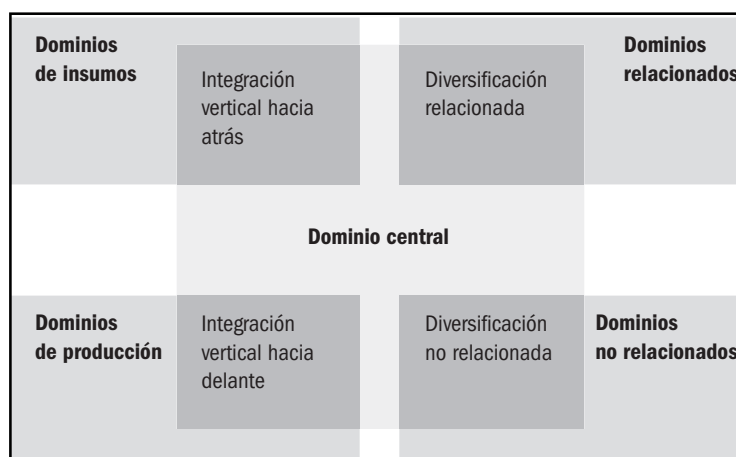 Dominios
de insumos
Integración
vertical hacia
atrás
Diversificación
relacionada
Dominios
relacionados
Dominio central
Dominios
de producción
Integración
vertical hacia
delante
Diversificación
no relacionada
Dominios
no relacionados